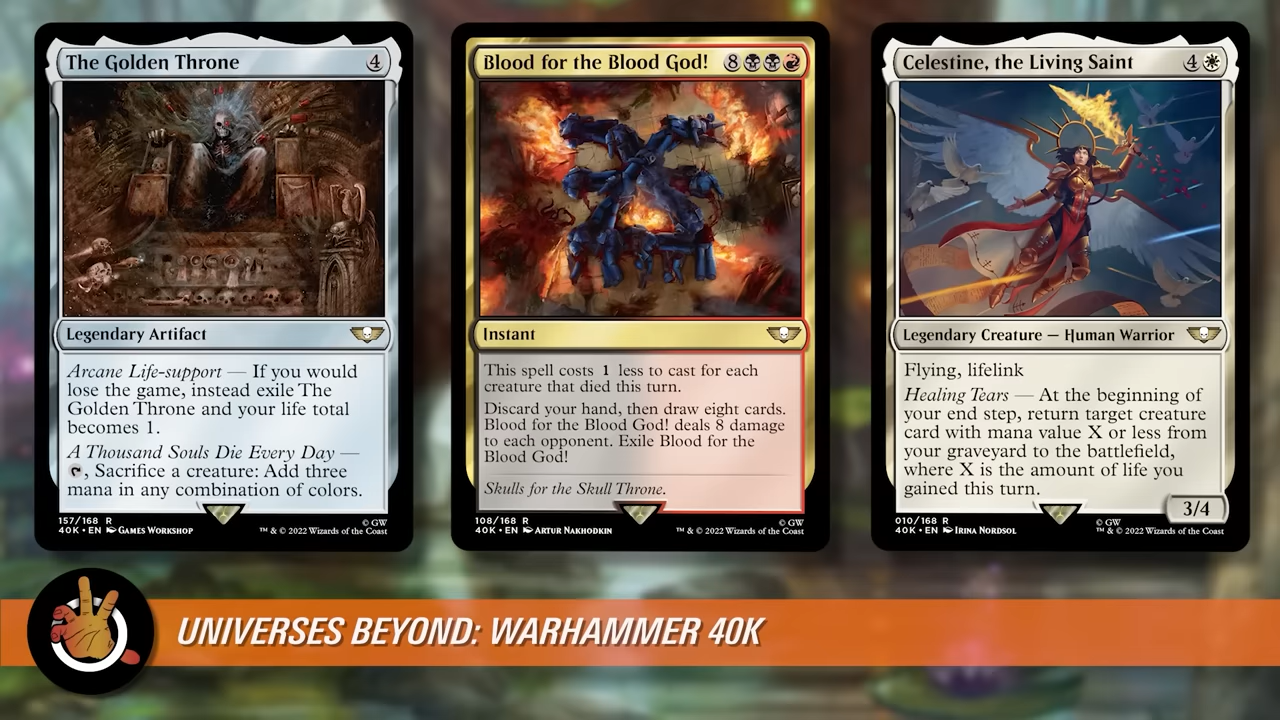 The Golden Throne 4
Legendary Artifact
Arcane Life-support — If you would
lose the game, instead exile The
Golden Throne and your life total
becomes 1.
A Thousand Souls Die Every Day —
, Sacrifice a creature: Add three
mana in any combination of colors.
157/168 R
40K • EN GAMES WORKSHOP
© GW
™ & © 2022 Wizards of the Coast
Blood for the Blood God! 8
Instant
This spell costs 1 less to cast for each
creature that died this turn.
Discard your hand, then draw eight cards.
Blood for the Blood God! deals 8 damage
to each opponent. Exile Blood for the
Blood God!
Skulls for the Skull Throne.
108/168 R
40K • EN ARTUR NAKHODKIN
© GW
™ & © 2022 Wizards of the Coast
Celestine, the Living Saint 4
Legendary Creature — Human Warrior
Flying, lifelink
Healing Tears — At the beginning of
your end step, return target creature
card with mana value X or less from
your graveyard to the battlefield,
where X is the amount of life you
gained this turn.
3/4
010/168 R
40K • EN IRINA NORDSOL
© GW
™ & © 2022 Wizards of the Coast
UNIVERSES BEYOND: WARHAMMER 40K